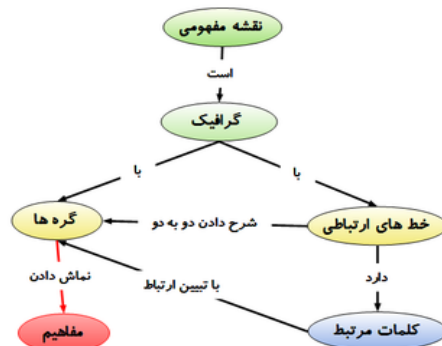 نقشه مفهومی
است
گرافیک
با
با
خط های ارتباطی
شرح دادن دو به دو
گره ها
دارد
با تبیین ارتباط
نماش دادن
کلمات مرتبط
مفاهیم